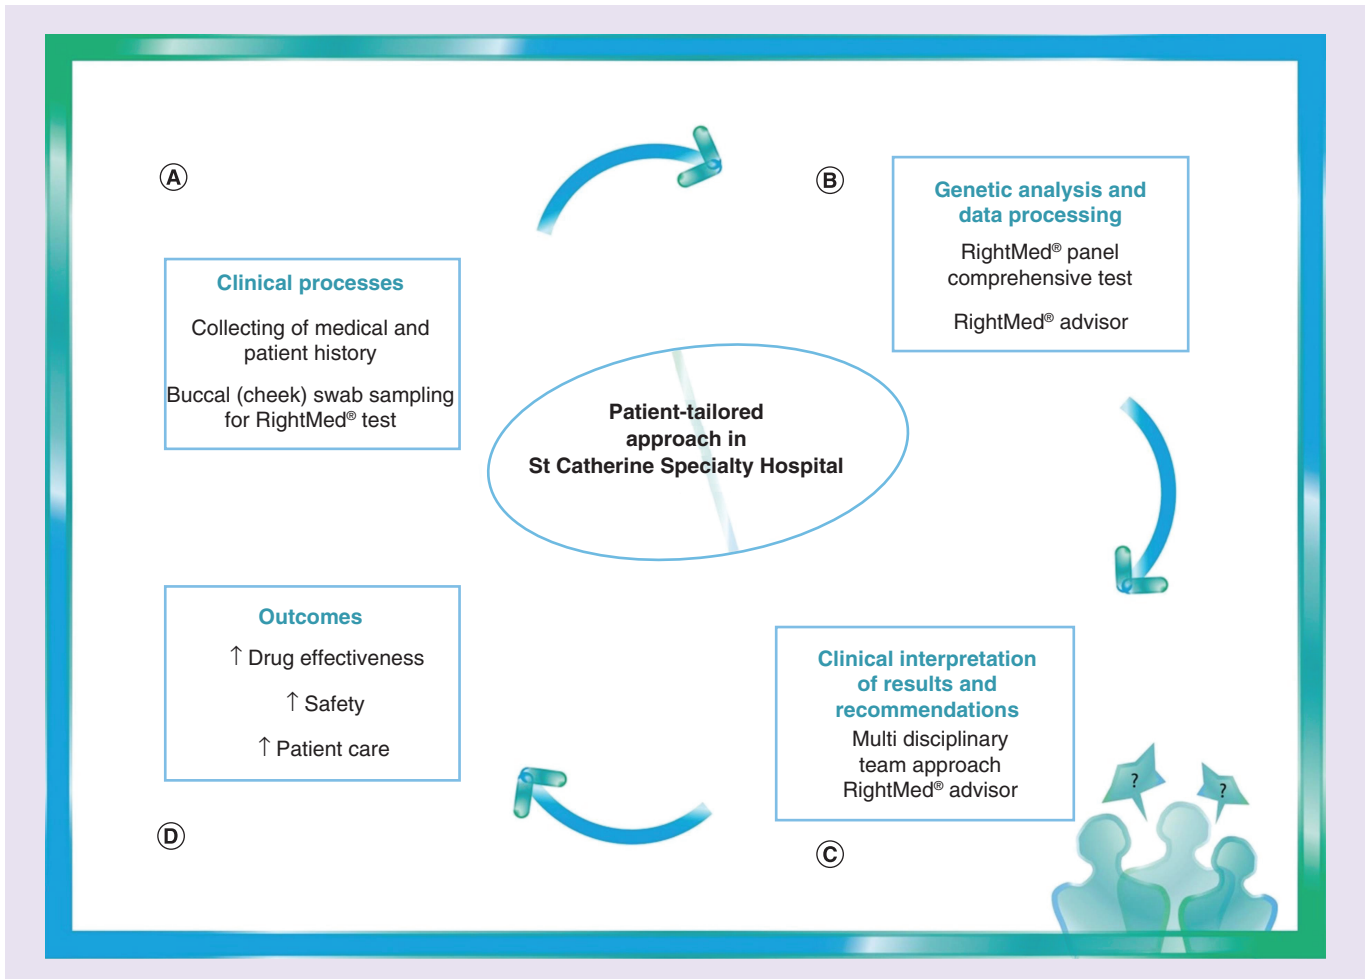 A
Clinical processes
Collecting of medical and
patient history
Buccal (cheek) swab sampling
for RightMed® test
B
Genetic analysis and
data processing
RightMed® panel
comprehensive test
RightMed® advisor
Patient-tailored
approach in
St Catherine Specialty Hospital
Clinical interpretation
of results and
recommendations
Multi disciplinary
team approach
RightMed® advisor
C
?
?
Outcomes
↑ Drug effectiveness
↑ Safety
↑ Patient care
D